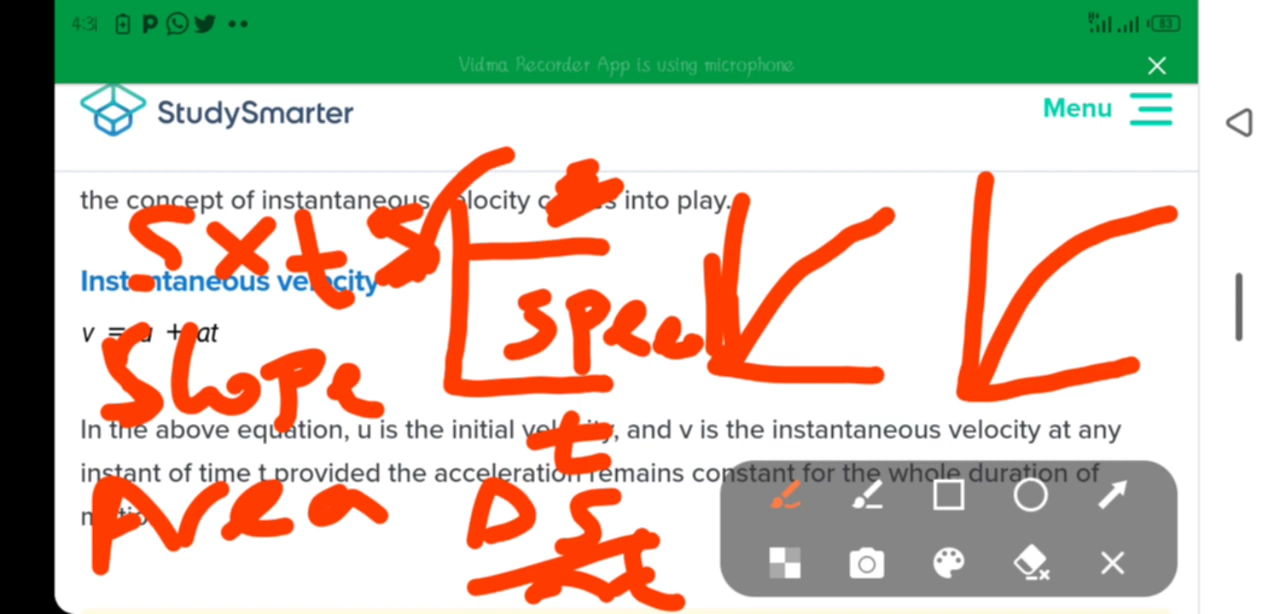 4:31
83
Vidma Recorder App is using microphone
StudySmarter
Menu
the concept of instantaneous velocity into play.
s x t s
Instantaneous velocity
v = u + at
speed
Slope
t
In the above equation, u is the initial velocity, and v is the instantaneous velocity at any
instant of time t provided the acceleration remains constant for the whole duration of
Area
D